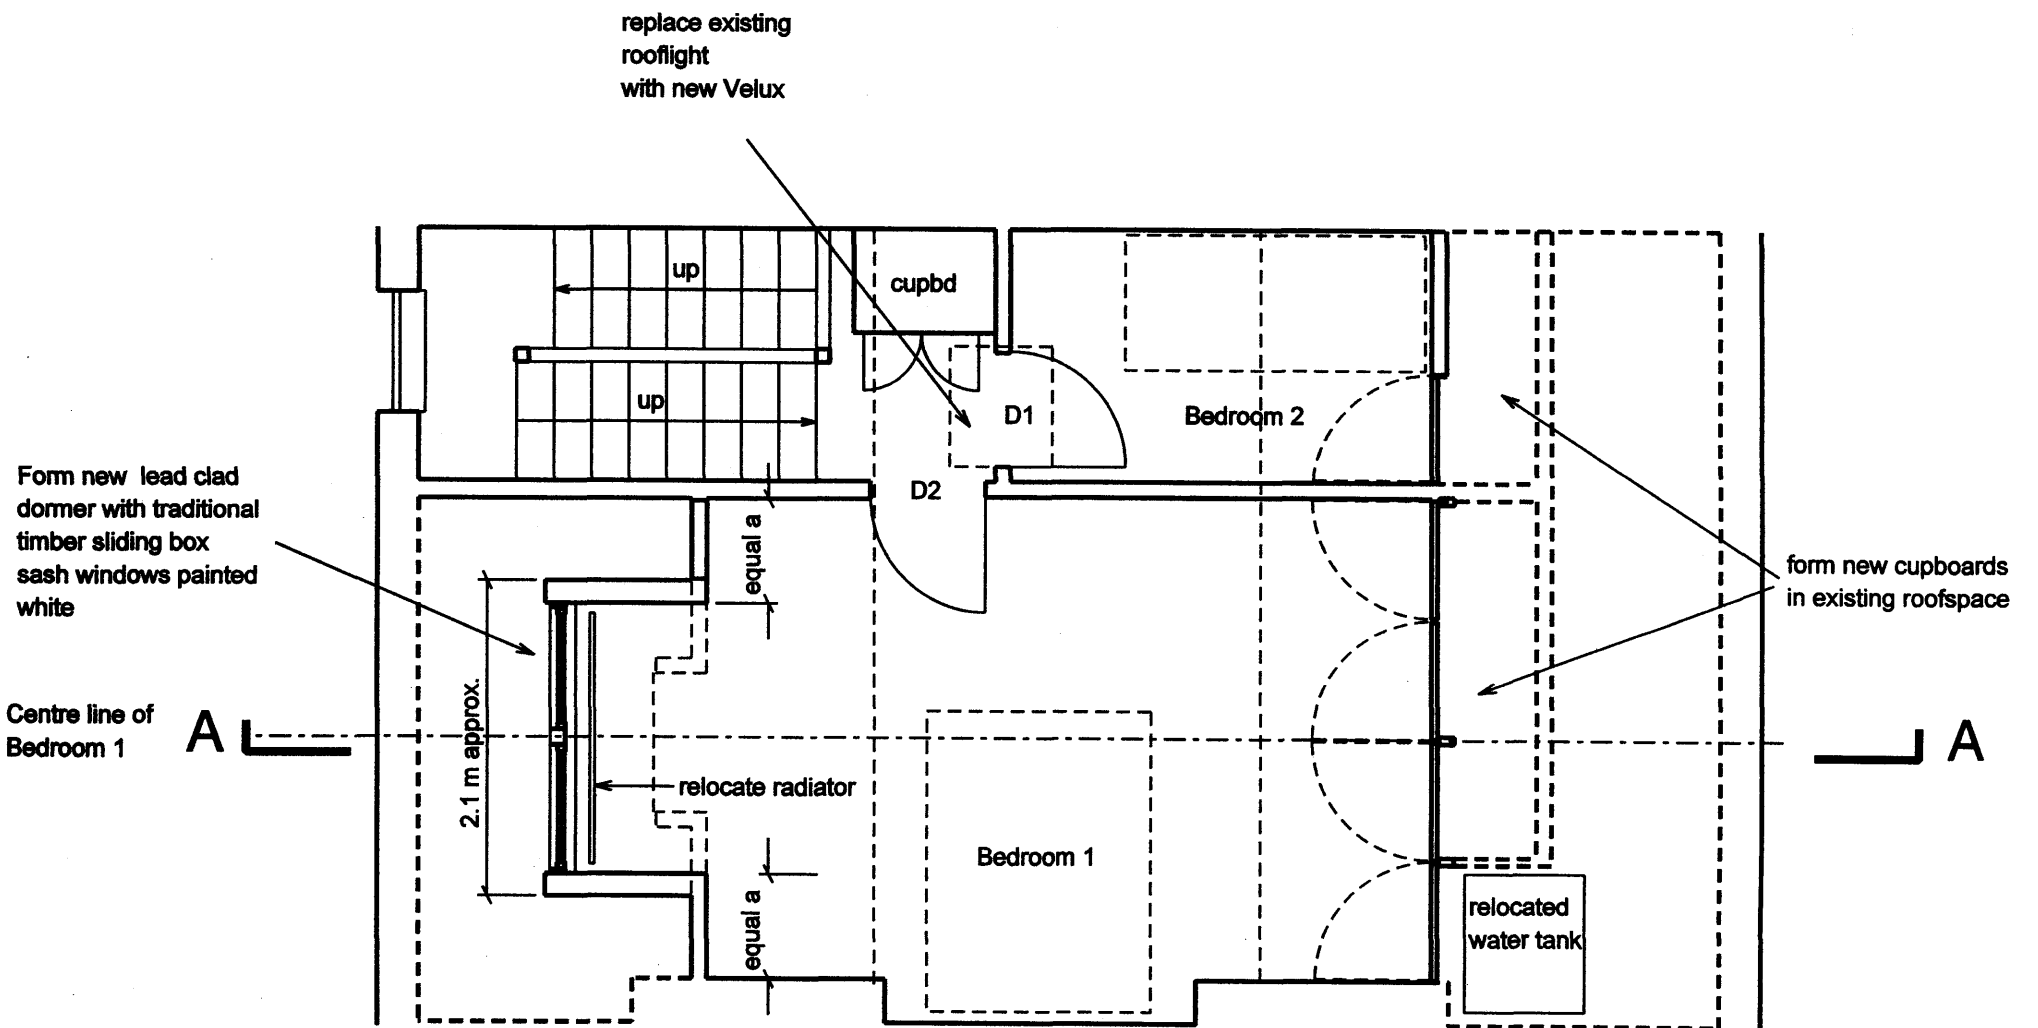 replace existing
rooflight
with new Velux
up
cupbd
up
D1
Bedroom 2
Form new lead clad
dormer with traditional
timber sliding box
sash windows painted
white
D2
equal a
form new cupboards
in existing roofspace
Centre line of
Bedroom 1
A
2.1 m approx.
A
relocate radiator
Bedroom 1
equal a
relocated
water tank